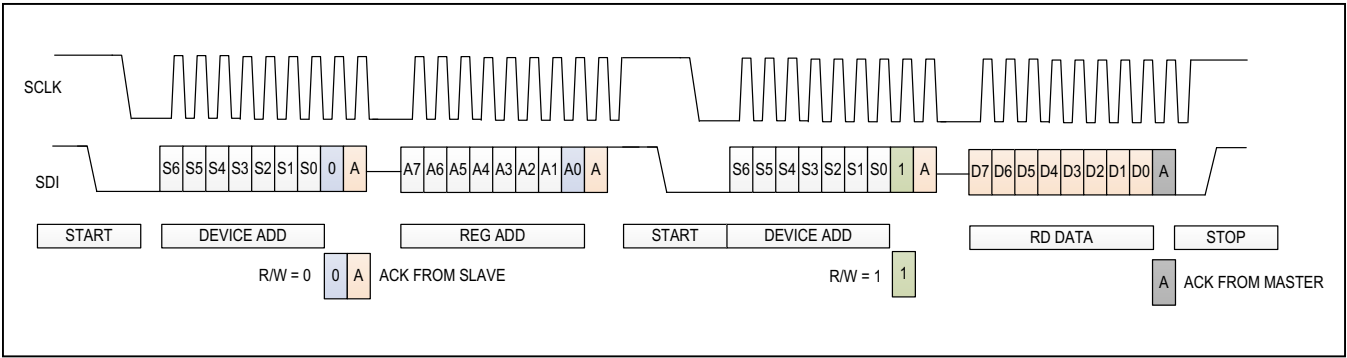 SCLK
SDI
S6 S5 S4 S3 S2 S1 S0 0 A A7 A6 A5 A4 A3 A2 A1 A0 A S6 S5 S4 S3 S2 S1 S0 1 A D7 D6 D5 D4 D3 D2 D1 D0 A
START DEVICE ADD REG ADD START DEVICE ADD RD DATA STOP
R/W = 0 0 A ACK FROM SLAVE R/W = 1 1 A ACK FROM MASTER